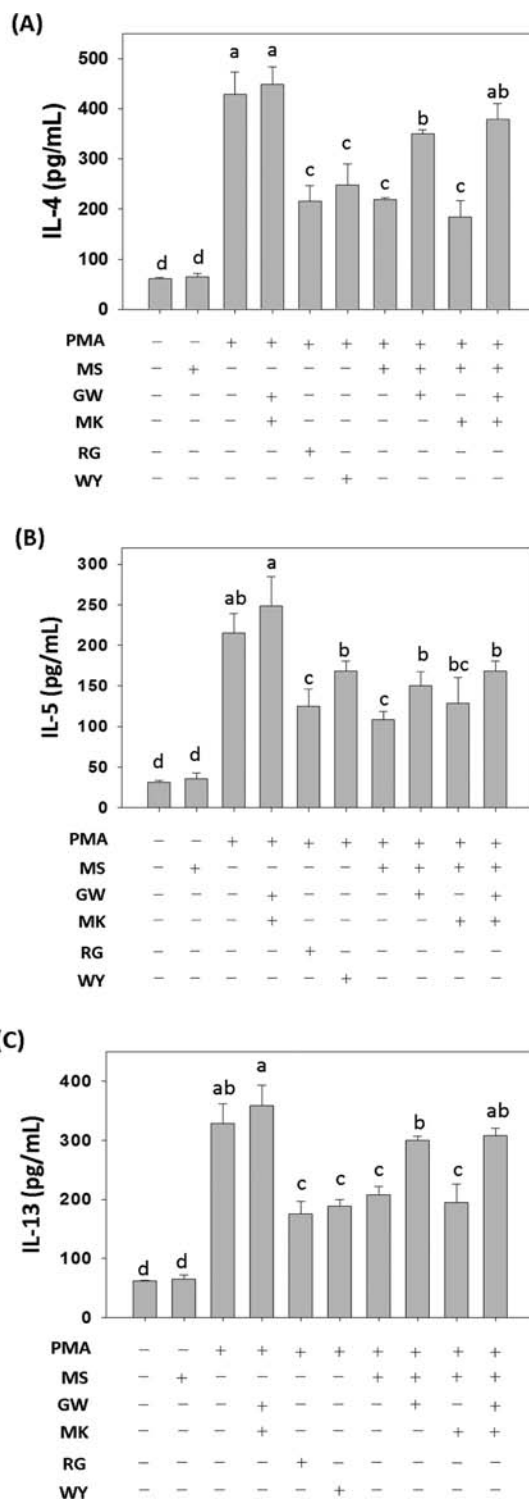 (A)
IL-4 (pg/mL)
500
400
300
200
100
0
d d a a c c c b c ab
PMA − − + + + + + + + +
MS − + − − − − + + + +
GW − − − + − − − + − +
MK − − − + − − − − + +
RG − − − − + − − − − −
WY − − − − − + − − − −
(B)
IL-5 (pg/mL)
300
250
200
150
100
50
0
d d ab a c b c b bc b
PMA − − + + + + + + + +
MS − + − − − − + + + +
GW − − − + − − − + − +
MK − − − + − − − − + +
RG − − − − + − − − − −
WY − − − − − + − − − −
(C)
IL-13 (pg/mL)
400
300
200
100
0
d d ab a c c c b c ab
PMA − − + + + + + + + +
MS − + − − − − + + + +
GW − − − + − − − + − +
MK − − − + − − − − + +
RG − − − − + − − − − −
WY − − − − − + − − − −